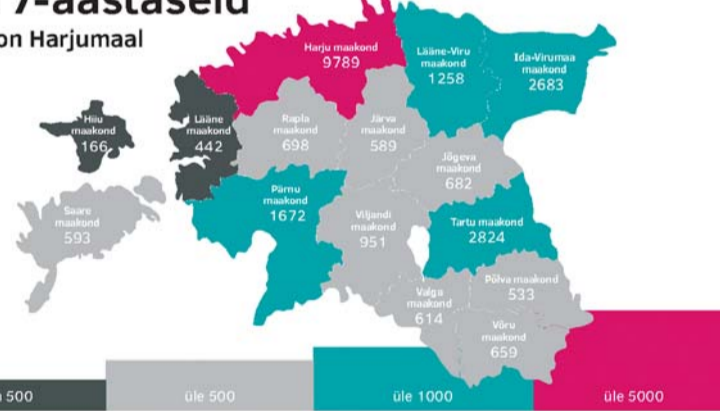 7-aastaseid
on Harjumaal
Harju maakond
9789
Lääne-Viru
maakond
1258
Ida-Virumaa
maakond
2683
Hiiu
maakond
166
Lääne
maakond
442
Rapla
maakond
698
Järva
maakond
589
Jõgeva
maakond
682
Saare
maakond
593
Pärnu
maakond
1672
Viljandi
maakond
951
Tartu maakond
2824
Valga
maakond
614
Põlva maakond
533
Võru
maakond
659
500
üle 500
üle 1000
üle 5000